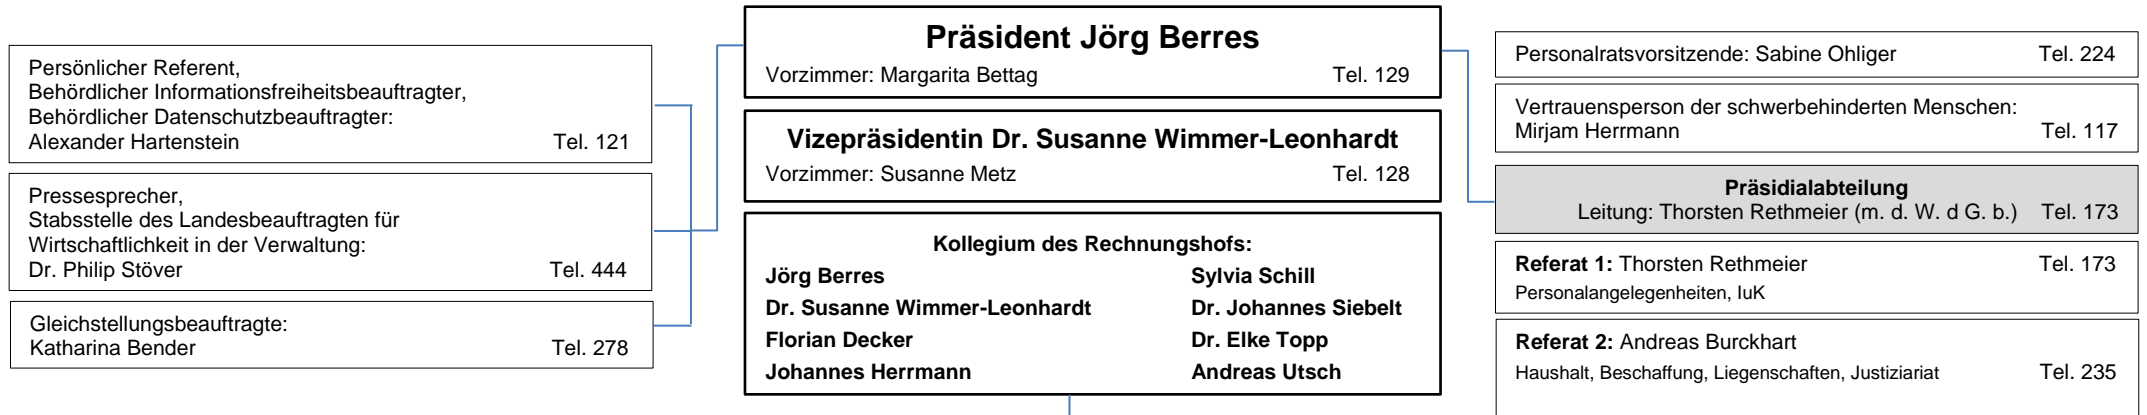 Persönlicher Referent,
Behördlicher Informationsfreiheitsbeauftragter,
Behördlicher Datenschutzbeauftragter:
Alexander Hartenstein Tel. 121
Pressesprecher,
Stabsstelle des Landesbeauftragten für
Wirtschaftlichkeit in der Verwaltung:
Dr. Philip Stöver Tel. 444
Gleichstellungsbeauftragte:
Katharina Bender Tel. 278
Präsident Jörg Berres
Vorzimmer: Margarita Bettag Tel. 129
Vizepräsidentin Dr. Susanne Wimmer-Leonhardt
Vorzimmer: Susanne Metz Tel. 128
Kollegium des Rechnungshofs:
Jörg Berres Sylvia Schill
Dr. Susanne Wimmer-Leonhardt Dr. Johannes Siebelt
Florian Decker Dr. Elke Topp
Johannes Herrmann Andreas Utsch
Personalratsvorsitzende: Sabine Ohliger Tel. 224
Vertrauensperson der schwerbehinderten Menschen:
Mirjam Herrmann Tel. 117
Präsidialabteilung
Leitung: Thorsten Rethmeier (m. d. W. d G. b.) Tel. 173
Referat 1: Thorsten Rethmeier Tel. 173
Personalangelegenheiten, IuK
Referat 2: Andreas Burckhart
Haushalt, Beschaffung, Liegenschaften, Justiziariat Tel. 235